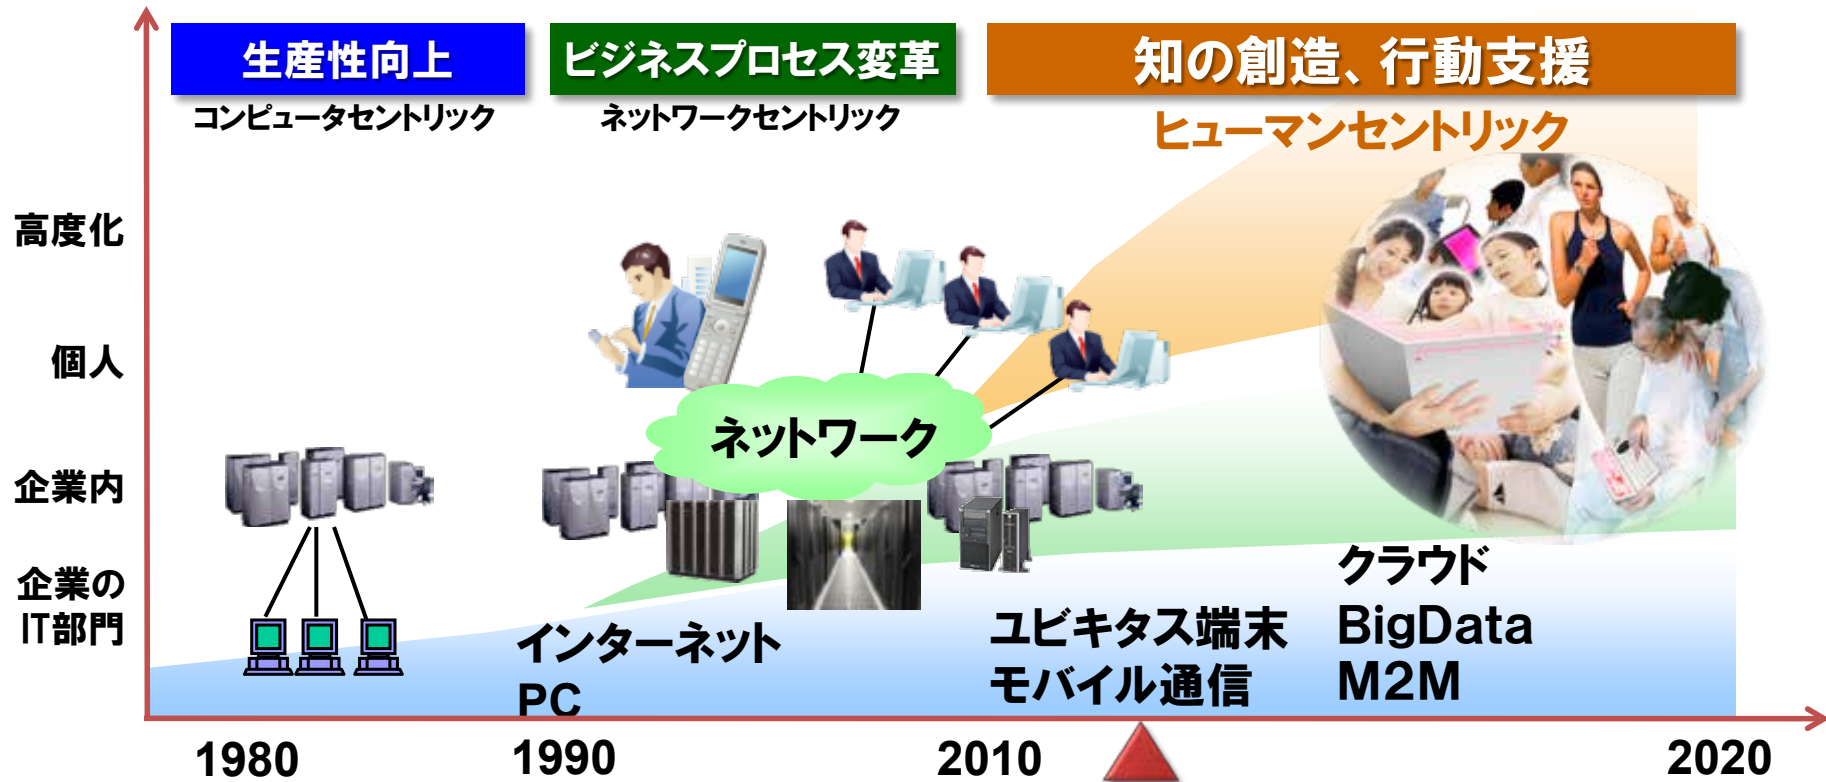 生産性向上
コンピュータセントリック
ビジネスプロセス変革
ネットワークセントリック
知の創造、行動支援
ヒューマンセントリック
高度化
個人
企業内
企業の
IT部門
ネットワーク
インターネット
PC
ユビキタス端末
モバイル通信
クラウド
BigData
M2M
1980
1990
2010
2020